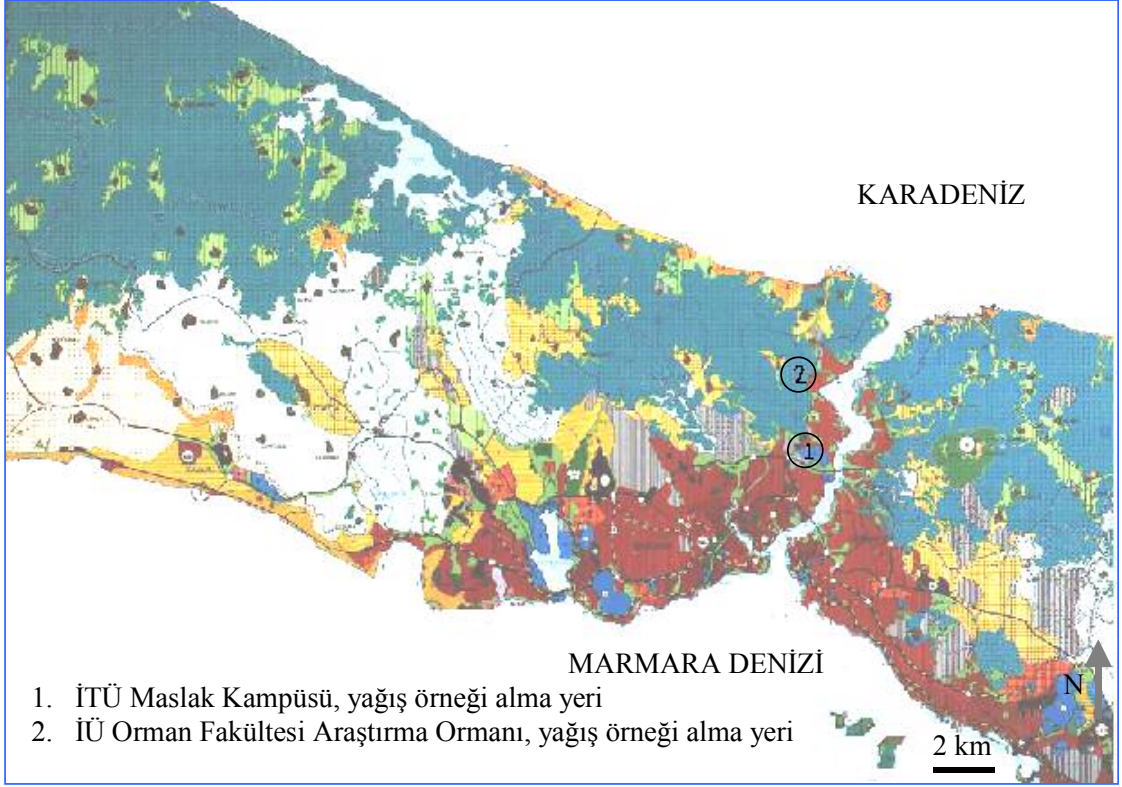 KARADENİZ
2
1
MARMARA DENİZİ
1. İTÜ Maslak Kampüsü, yağış örneği alma yeri
2. İÜ Orman Fakültesi Araştırma Ormanı, yağış örneği alma yeri
N
2 km